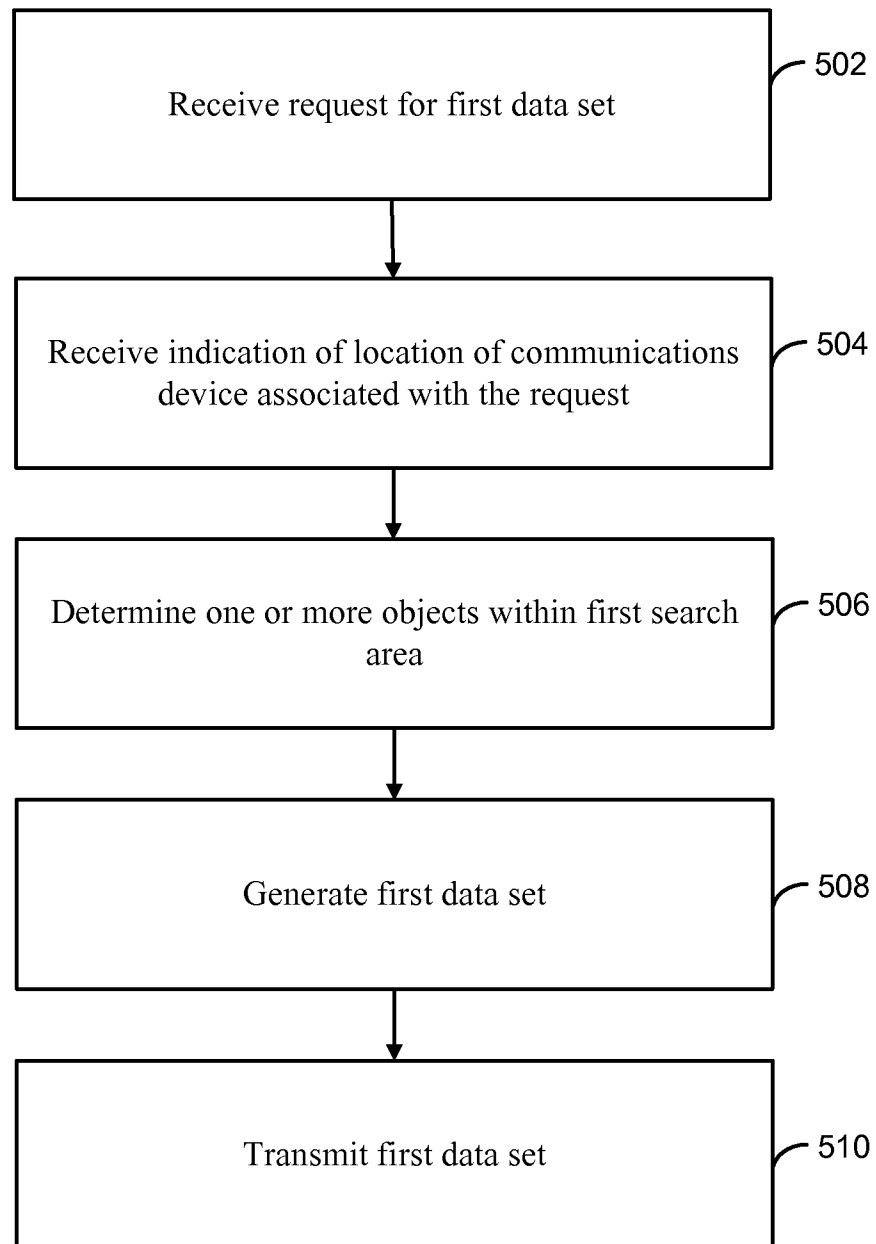 Receive request for first data set
502
Receive indication of location of communications
device associated with the request
504
Determine one or more objects within first search
area
506
Generate first data set
508
Transmit first data set
510